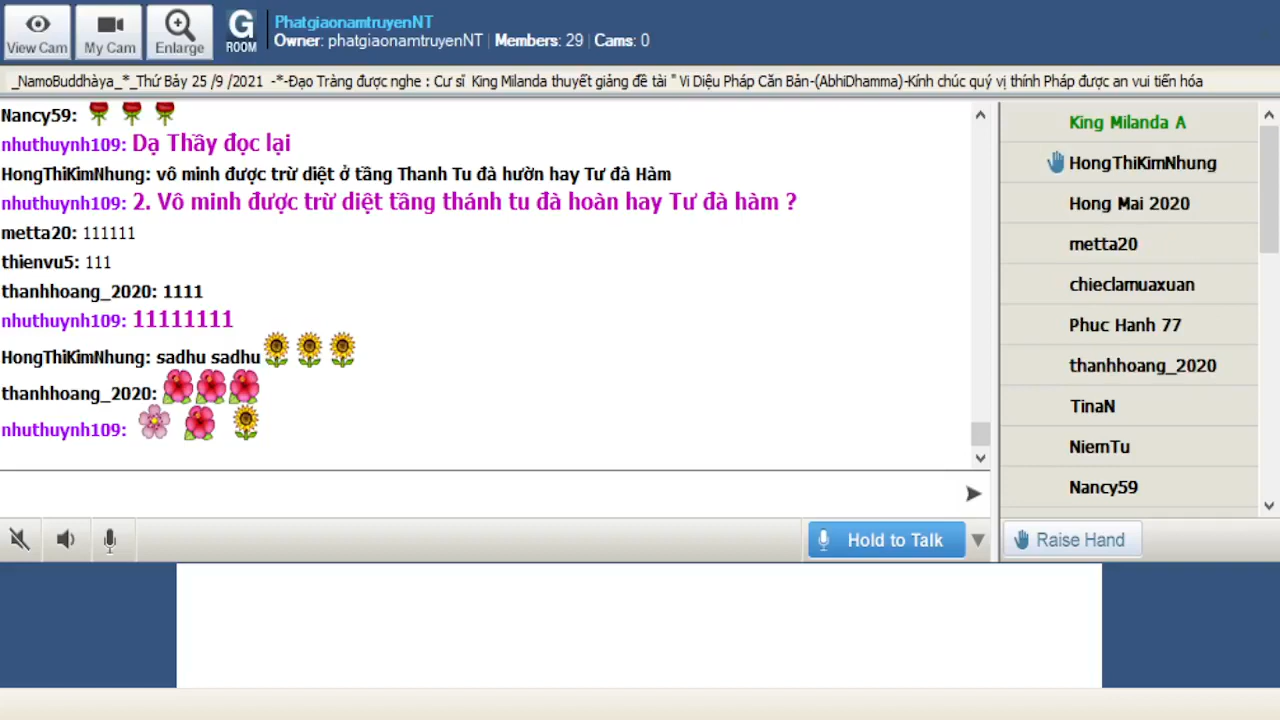 View Cam
My Cam
Enlarge
G
ROOM
PhatgiaonamtruyenNT
Owner: phatgiaonamtruyenNT | Members: 29 | Cams: 0
_NamoBuddhàya_*_Thứ Bảy 25 /9 /2021 -*-Đạo Tràng được nghe : Cư sĩ King Milanda thuyết giảng đề tài " Vi Diệu Pháp Căn Bản-(AbhiDhamma)-Kính chúc quý vị thính Pháp được an vui tiến hóa
Nancy59:
nhuthuynh109: Dạ Thầy đọc lại
HongThiKimNhung: vô minh được trừ diệt ở tầng Thanh Tu đà hườn hay Tư đà Hàm
nhuthuynh109: 2. Vô minh được trừ diệt tầng thánh tu đà hoàn hay Tư đà hàm ?
metta20: 111111
thienvu5: 111
thanhhoang_2020: 1111
nhuthuynh109: 11111111
HongThiKimNhung: sadhu sadhu
thanhhoang_2020:
nhuthuynh109:
King Milanda A
HongThiKimNhung
Hong Mai 2020
metta20
chieclamuaxuan
Phuc Hanh 77
thanhhoang_2020
TinaN
NiemTu
Nancy59
Hold to Talk
Raise Hand